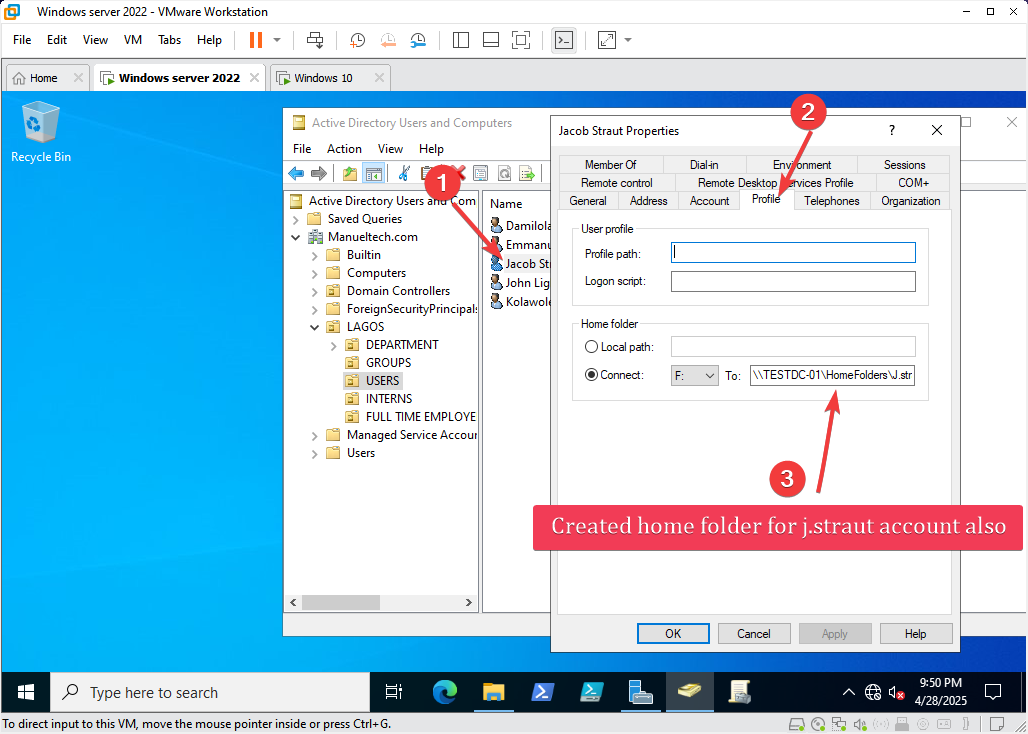 Windows server 2022 - VMware Workstation
File Edit View VM Tabs Help
Home Windows server 2022 Windows 10
Recycle Bin
Active Directory Users and Computers
File Action View Help
Active Directory Users and Com
Saved Queries
Manueltech.com
Builtin
Computers
Domain Controllers
ForeignSecurityPrincipals
LAGOS
DEPARTMENT
GROUPS
USERS
INTERNS
FULL TIME EMPLOYE
Managed Service Accour
Users
Name
Damilola
Emmanu
Jacob St
John Lig
Kolawole
1
2
Jacob Straut Properties
?
Member Of Dial-in Environment Sessions
Remote control Remote Desktop Services Profile COM+
General Address Account Profile Telephones Organization
User profile
Profile path:
Logon script:
Home folder
Local path:
Connect: F: To: \\TESTDC-01\HomeFolders\J.str
3
Created home folder for j.straut account also
OK Cancel Apply Help
Type here to search
9:50 PM
4/28/2025
To direct input to this VM, move the mouse pointer inside or press Ctrl+G.